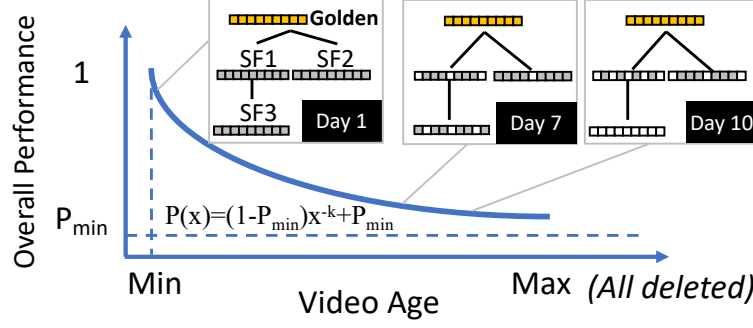 Golden
SF1 SF2
SF3
Day 1
Day 7
Day 10
Overall Performance
1
Pmin
P(x)=(1-Pmin)x-k+Pmin
Min
Max (All deleted)
Video Age